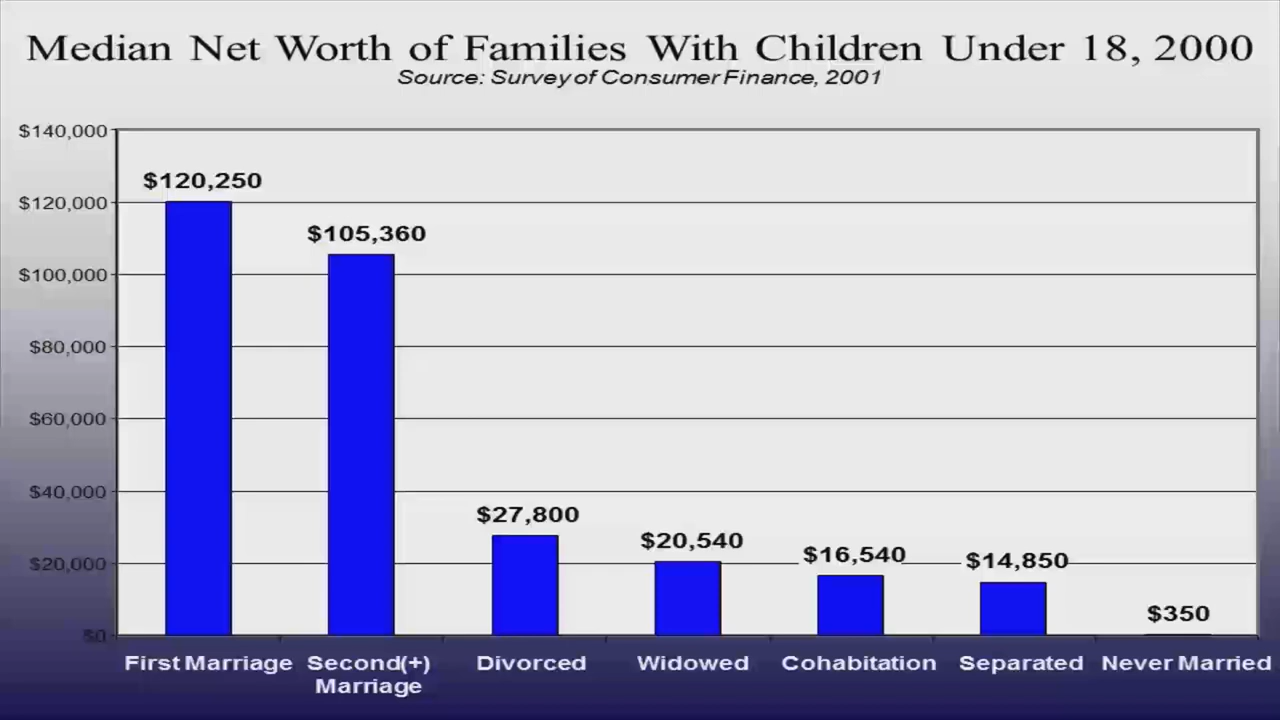 Median Net Worth of Families With Children Under 18, 2000
Source: Survey of Consumer Finance, 2001
$140,000
$120,000
$100,000
$80,000
$60,000
$40,000
$20,000
$0
$120,250
$105,360
$27,800
$20,540
$16,540
$14,850
$350
First Marriage
Second(+)
Marriage
Divorced
Widowed
Cohabitation
Separated
Never Married